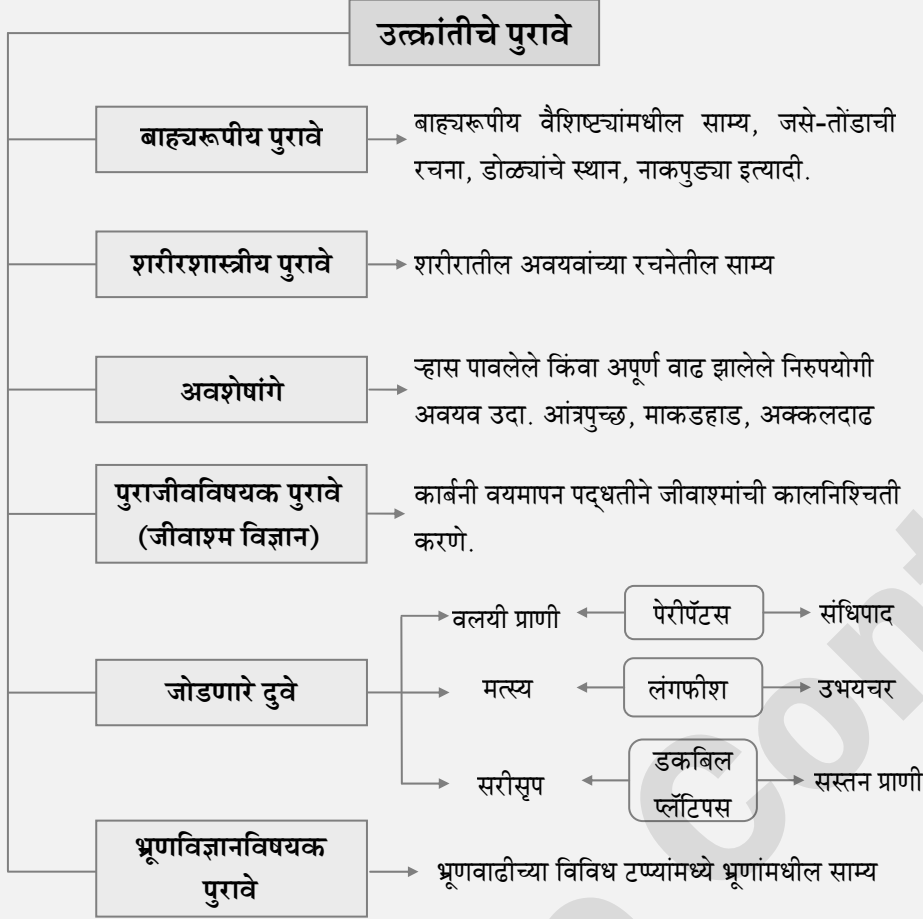 उत्क्रांतीचे पुरावे
बाह्यरूपीय पुरावे
बाह्यरूपीय वैशिष्ट्यांमधील साम्य, जसे-तोंडाची
रचना, डोळ्यांचे स्थान, नाकपुड्या इत्यादी.
शरीरशास्त्रीय पुरावे
शरीरातील अवयवांच्या रचनेतील साम्य
अवशेषांगे
ऱ्हास पावलेले किंवा अपूर्ण वाढ झालेले निरुपयोगी
अवयव उदा. आंत्रपुच्छ, माकडहाड, अक्कलदाढ
पुराजीवविषयक पुरावे
(जीवाश्म विज्ञान)
कार्बनी वयमापन पद्धतीने जीवाश्मांची कालनिश्चिती
करणे.
जोडणारे दुवे
वलयी प्राणी पेरीपॅटस संधिपाद
मत्स्य लंगफीश उभयचर
सरीसृप डकबिल प्लॅटिपस सस्तन प्राणी
भ्रूणविज्ञानविषयक
पुरावे
भ्रूणवाढीच्या विविध टप्प्यांमध्ये भ्रूणांमधील साम्य